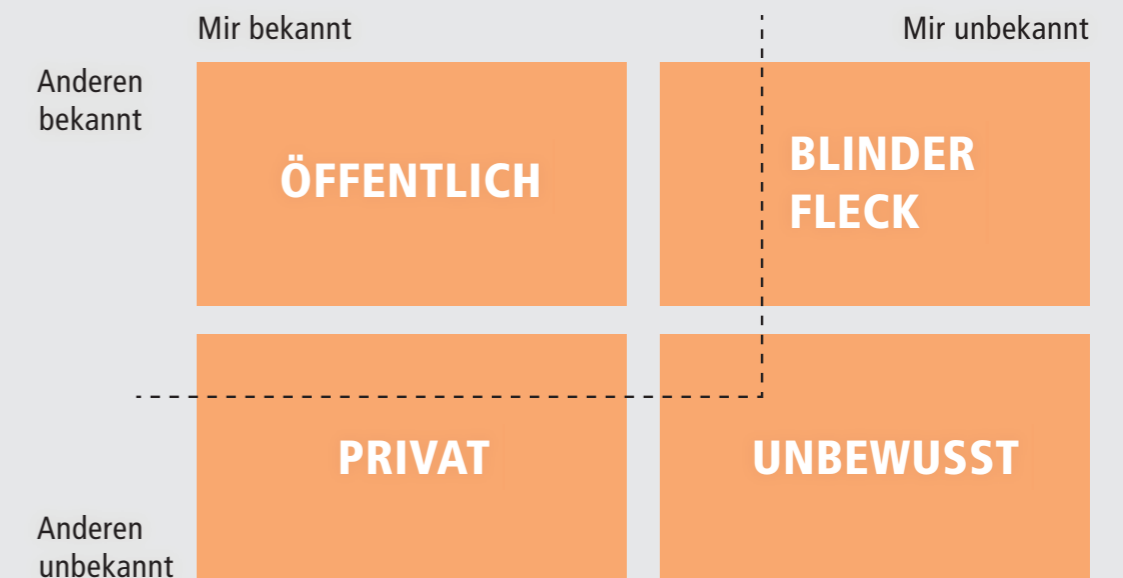 Mir bekannt
Mir unbekannt
Anderen
bekannt
ÖFFENTLICH
BLINDER
FLECK
PRIVAT
UNBEWUSST
Anderen
unbekannt